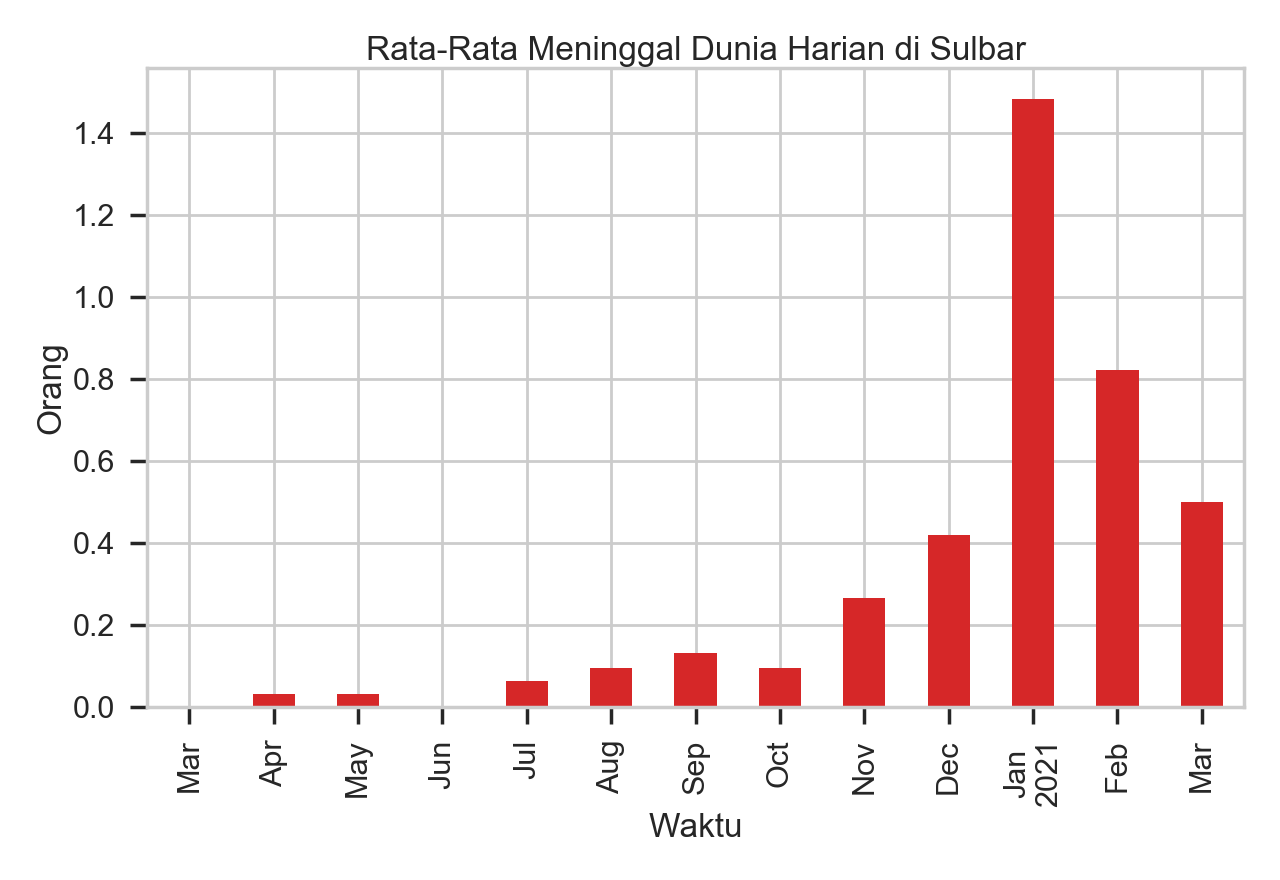 Rata-Rata Meninggal Dunia Harian di Sulbar
1.4
1.2
1.0
0.8
0.6
0.4
0.2
0.0
Orang
Mar
Apr
May
Jun
Jul
Aug
Sep
Oct
Nov
Dec
Jan
2021
Feb
Mar
Waktu